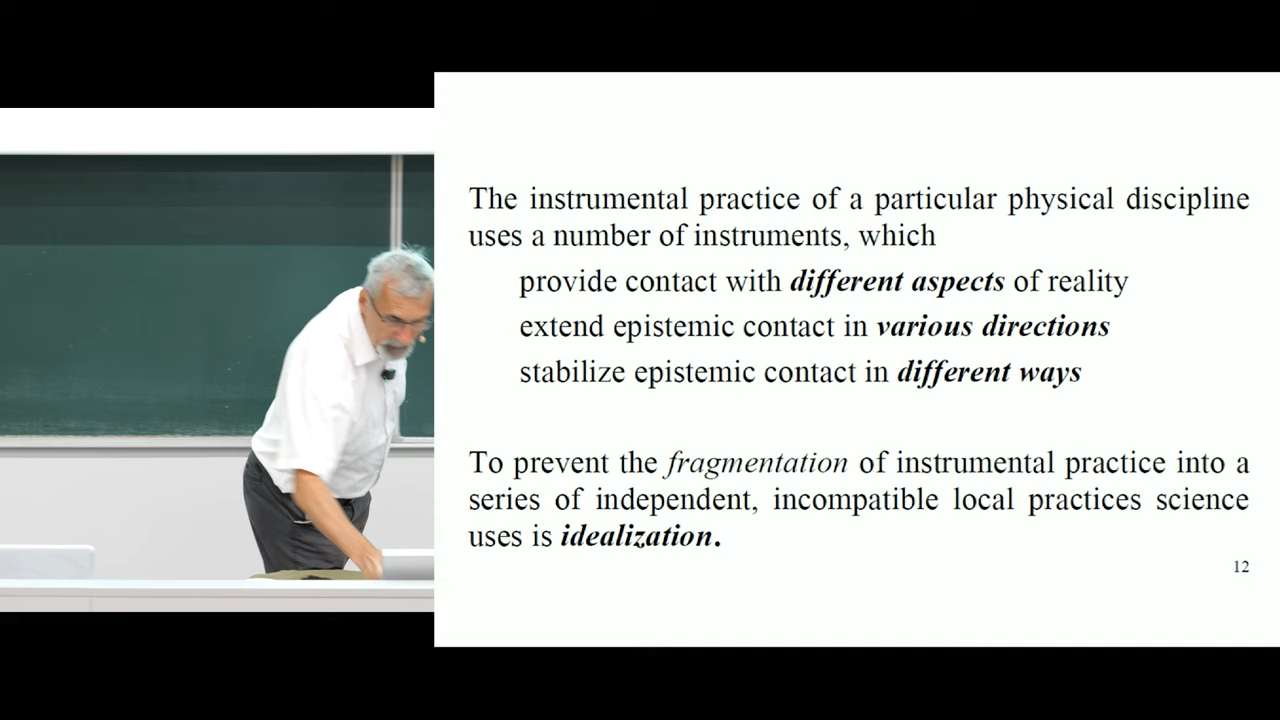 The instrumental practice of a particular physical discipline
uses a number of instruments, which
provide contact with different aspects of reality
extend epistemic contact in various directions
stabilize epistemic contact in different ways
To prevent the fragmentation of instrumental practice into a
series of independent, incompatible local practices science
uses is idealization.
12